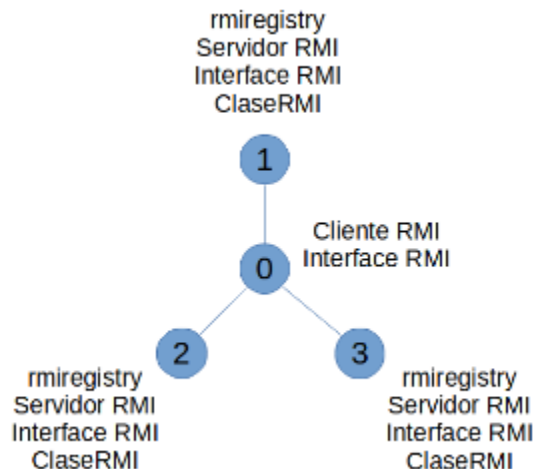 rmiregistry
Servidor RMI
Interface RMI
ClaseRMI
1
Cliente RMI
Interface RMI
0
2
3
rmiregistry
Servidor RMI
Interface RMI
ClaseRMI
rmiregistry
Servidor RMI
Interface RMI
ClaseRMI